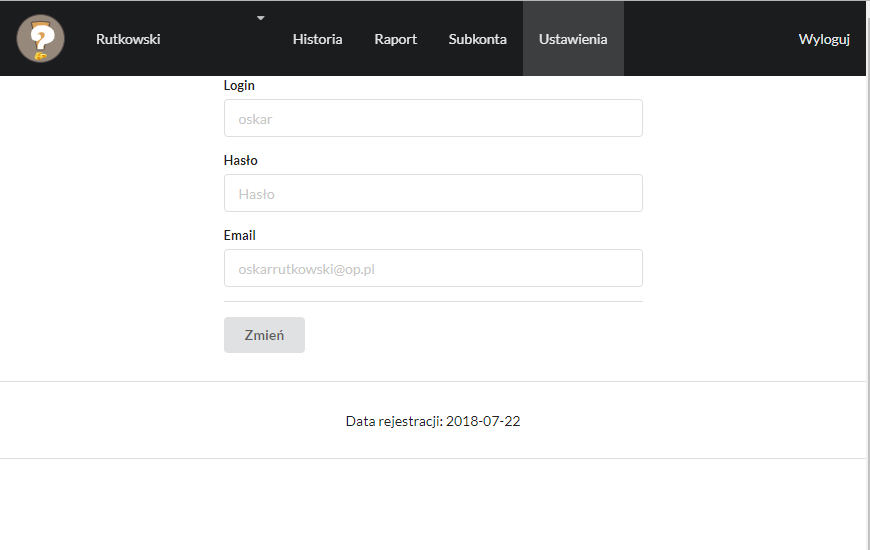 Rutkowski Historia Raport Subkonta Ustawienia Wyloguj
Login
oskar
Hasło
Hasło
Email
oskarrutkowski@op.pl
Zmień
Data rejestracji: 2018-07-22